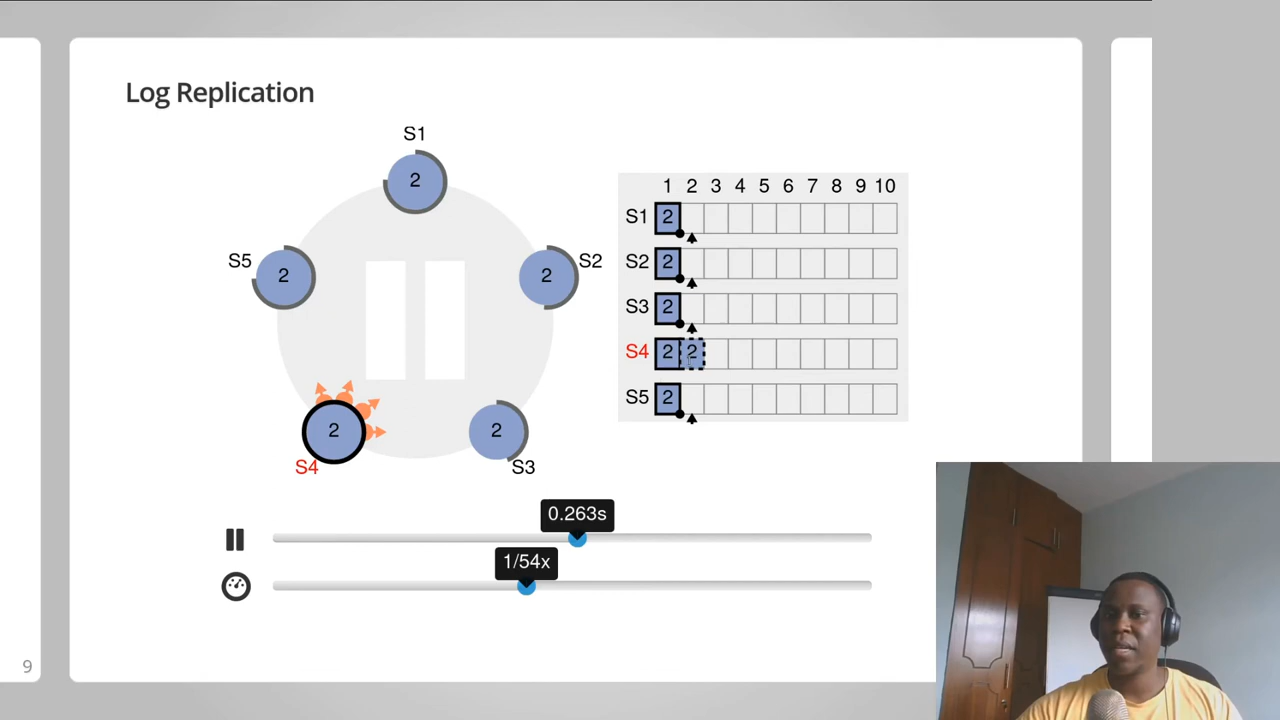 Log Replication
S1
2
S5
2
2
S2
2
S4
2
S3
1 2 3 4 5 6 7 8 9 10
S1 2
S2 2
S3 2
S4 2 2
S5 2
0.263s
1/54x
9